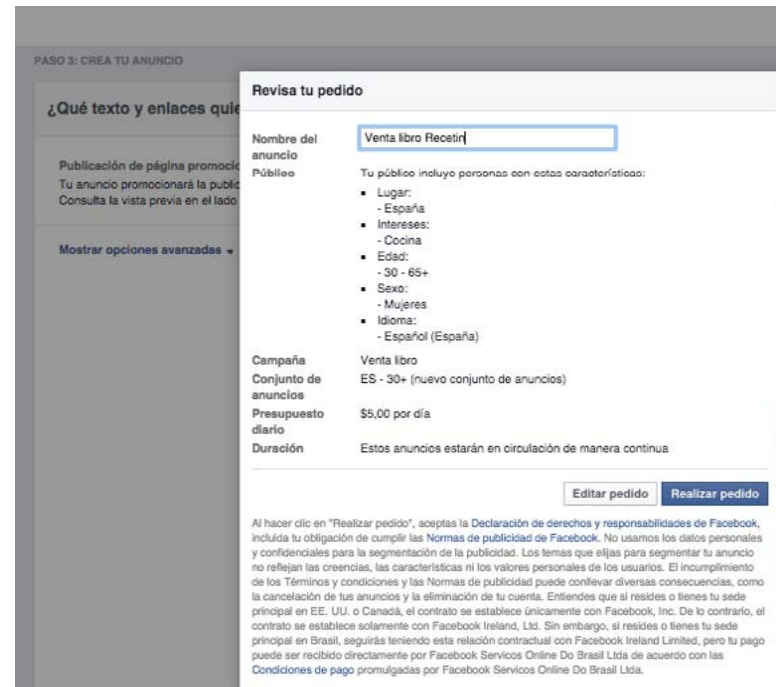 PASO 3: CREA TU ANUNCIO
¿Qué texto y enlaces quie
Publicación de página promocio
Tu anuncio promocionará la public
Consulta la vista previa en el lado
Mostrar opciones avanzadas
Revisa tu pedido
Nombre del anuncio
Venta libro Recetin
Público
Tu público incluye personas con estas características:
Lugar:
- España
Intereses:
- Cocina
Edad:
- 30 - 65+
Sexo:
- Mujeres
Idioma:
- Español (España)
Campaña
Venta libro
Conjunto de anuncios
ES - 30+ (nuevo conjunto de anuncios)
Presupuesto diario
$5,00 por día
Duración
Estos anuncios estarán en circulación de manera continua
Editar pedido
Realizar pedido
Al hacer clic en "Realizar pedido", aceptas la Declaración de derechos y responsabilidades de Facebook,
incluida tu obligación de cumplir las Normas de publicidad de Facebook. No usamos los datos personales
y confidenciales para la segmentación de la publicidad. Los temas que elijas para segmentar tu anuncio
no reflejan las creencias, las características ni los valores personales de los usuarios. El incumplimiento
de los Términos y condiciones y las Normas de publicidad puede conllevar diversas consecuencias, como
la cancelación de tus anuncios y la eliminación de tu cuenta. Entiendes que si resides o tienes tu sede
principal en EE. UU. o Canadá, el contrato se establece únicamente con Facebook, Inc. De lo contrario, el
contrato se establece solamente con Facebook Ireland, Ltd. Sin embargo, si resides o tienes tu sede
principal en Brasil, seguirás teniendo esta relación contractual con Facebook Ireland Limited, pero tu pago
puede ser recibido directamente por Facebook Servicos Online Do Brasil Ltda de acuerdo con las
Condiciones de pago promulgadas por Facebook Servicos Online Do Brasil Ltda.